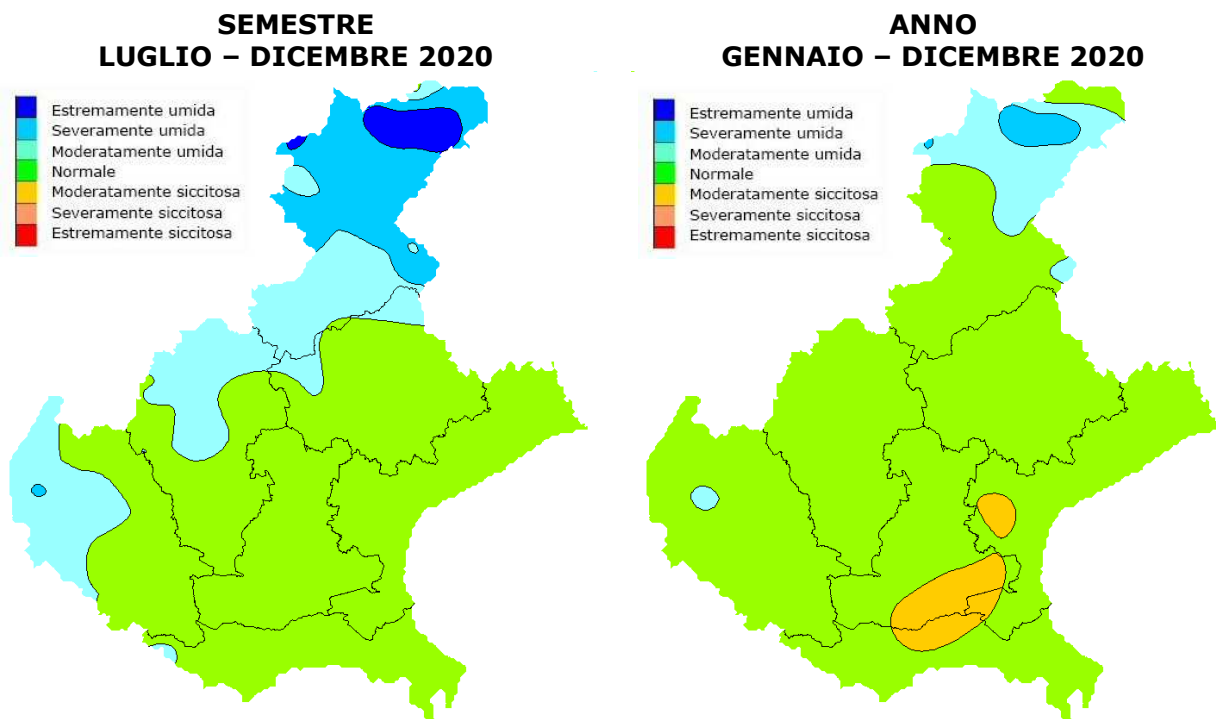 SEMESTRE
LUGLIO – DICEMBRE 2020
Estremamente umida
Severamente umida
Moderatamente umida
Normale
Moderatamente siccitosa
Severamente siccitosa
Estremamente siccitosa
ANNO
GENNAIO – DICEMBRE 2020
Estremamente umida
Severamente umida
Moderatamente umida
Normale
Moderatamente siccitosa
Severamente siccitosa
Estremamente siccitosa